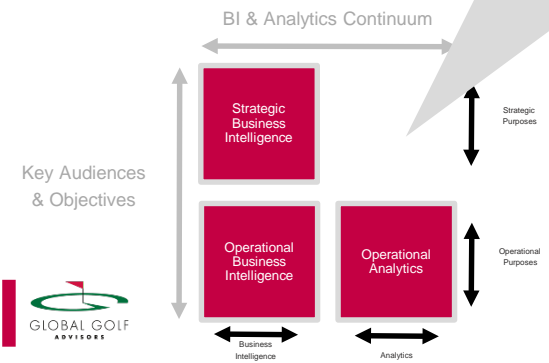 BI & Analytics Continuum
Strategic
Business
Intelligence
Strategic
Purposes
Key Audiences
& Objectives
Operational
Business
Intelligence
Operational
Analytics
Operational
Purposes
GLOBAL GOLF
ADVISORS
Business
Intelligence
Analytics